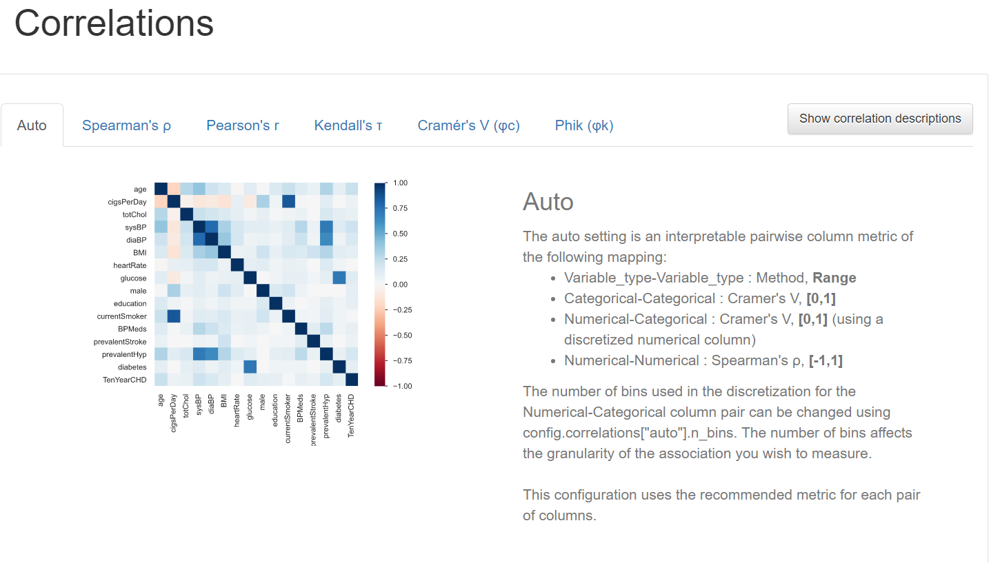 Correlations
Auto
Spearman's ρ
Pearson's r
Kendall's τ
Cramér's V (φc)
Phik (φk)
Show correlation descriptions
age
cigsPerDay
totChol
sysBP
diaBP
BMI
heartRate
glucose
male
education
currentSmoker
BPMeds
prevalentStroke
prevalentHyp
diabetes
TenYearCHD
age
cigsPerDay
totChol
sysBP
diaBP
BMI
heartRate
glucose
male
education
currentSmoker
BPMeds
prevalentStroke
prevalentHyp
diabetes
TenYearCHD
1.00
0.75
0.50
0.25
0.00
−0.25
−0.50
−0.75
−1.00
Auto
The auto setting is an interpretable pairwise column metric of
the following mapping:
• Variable_type-Variable_type : Method, Range
• Categorical-Categorical : Cramer's V, [0,1]
• Numerical-Categorical : Cramer's V, [0,1] (using a
discretized numerical column)
• Numerical-Numerical : Spearman's ρ, [-1,1]
The number of bins used in the discretization for the
Numerical-Categorical column pair can be changed using
config.correlations["auto"].n_bins. The number of bins affects
the granularity of the association you wish to measure.
This configuration uses the recommended metric for each pair
of columns.